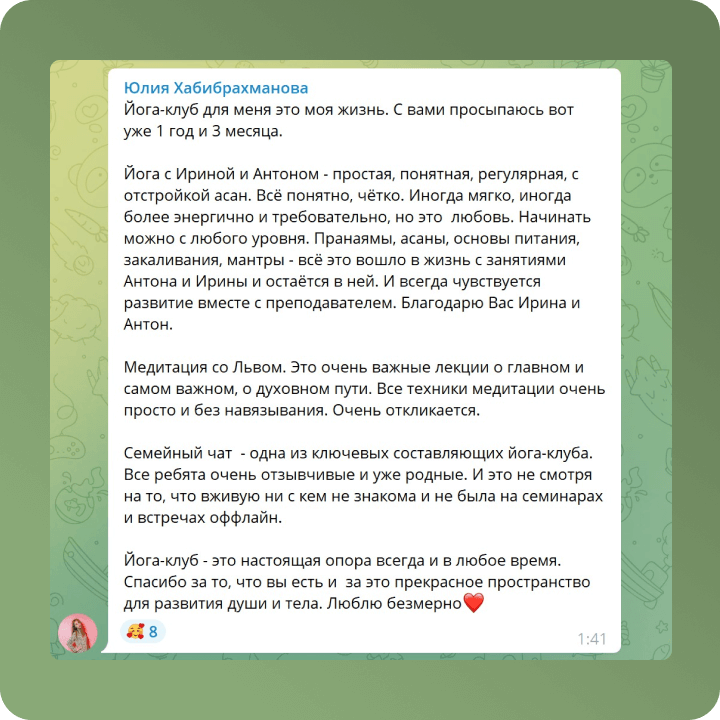 Юлия Хабибрахманова
Йога-клуб для меня это моя жизнь. С вами просыпаюсь вот
уже 1 год и 3 месяца.
Йога с Ириной и Антоном - простая, понятная, регулярная, с
отстройкой асан. Всё понятно, чётко. Иногда мягко, иногда
более энергично и требовательно, но это  любовь. Начинать
можно с любого уровня. Пранаямы, асаны, основы питания,
закаливания, мантры - всё это вошло в жизнь с занятиями
Антона и Ирины и остаётся в ней. И всегда чувствуется
развитие вместе с преподавателем. Благодарю Вас Ирина и
Антон.
Медитация со Львом. Это очень важные лекции о главном и
самом важном, о духовном пути. Все техники медитации очень
просто и без навязывания. Очень откликается.
Семейный чат  - одна из ключевых составляющих йога-клуба.
Все ребята очень отзывчивые и уже родные. И это не смотря
на то, что вживую ни с кем не знакома и не была на семинарах
и встречах оффлайн.
Йога-клуб - это настоящая опора всегда и в любое время.
Спасибо за то, что вы есть и  за это прекрасное пространство
для развития души и тела. Люблю безмерно❤️
🥰 8
1:41